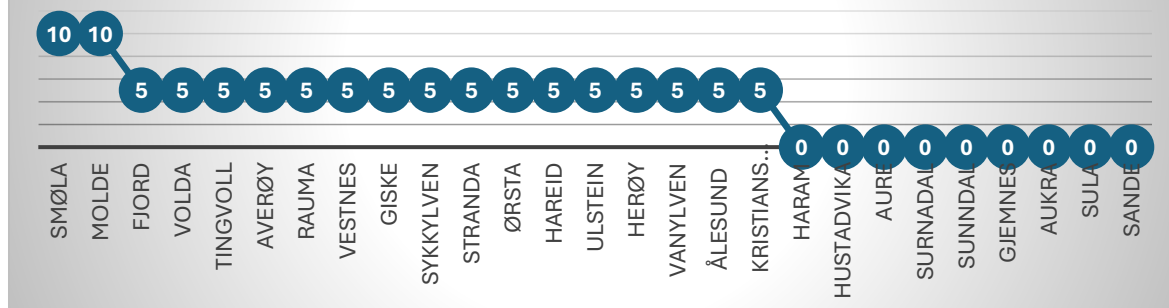 10 10
5 5 5 5 5 5 5 5 5 5 5 5 5 5 5 5
0 0 0 0 0 0 0 0 0
SMØLA
MOLDE
FJORD
VOLDA
TINGVOLL
AVERØY
RAUMA
VESTNES
GISKE
SYKKYLVEN
STRANDA
ØRSTA
HAREID
ULSTEIN
HERØY
VANYLVEN
ÅLESUND
KRISTIANS...
HARAM
HUSTADVIKA
AURE
SURNADAL
SUNNDAL
GJEMNES
AUKRA
SULA
SANDE